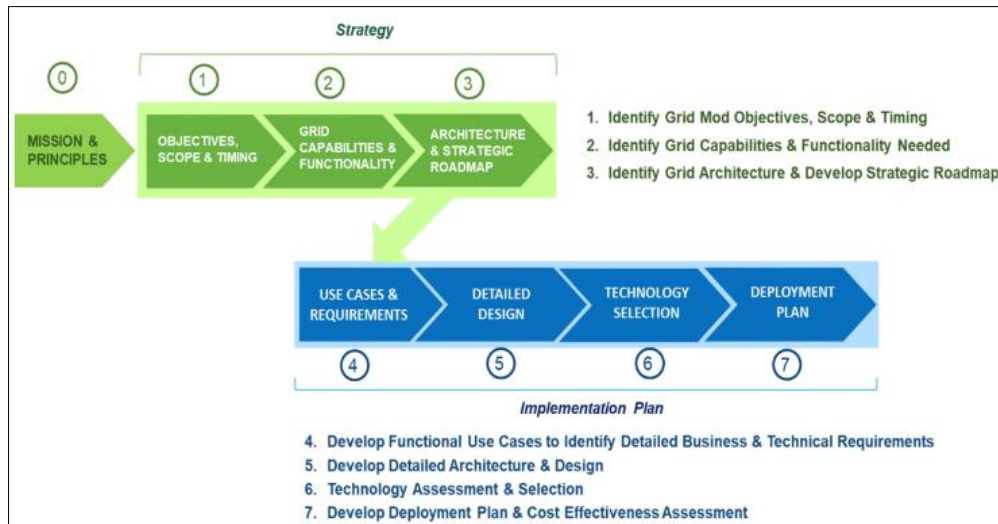 Strategy
0
1
2
3
MISSION &
PRINCIPLES
OBJECTIVES,
SCOPE & TIMING
GRID
CAPABILITIES &
FUNCTIONALITY
ARCHITECTURE
& STRATEGIC
ROADMAP
1. Identify Grid Mod Objectives, Scope & Timing
2. Identify Grid Capabilities & Functionality Needed
3. Identify Grid Architecture & Develop Strategic Roadmap
USE CASES &
REQUIREMENTS
DETAILED
DESIGN
TECHNOLOGY
SELECTION
DEPLOYMENT
PLAN
4
5
6
7
Implementation Plan
4. Develop Functional Use Cases to Identify Detailed Business & Technical Requirements
5. Develop Detailed Architecture & Design
6. Technology Assessment & Selection
7. Develop Deployment Plan & Cost Effectiveness Assessment